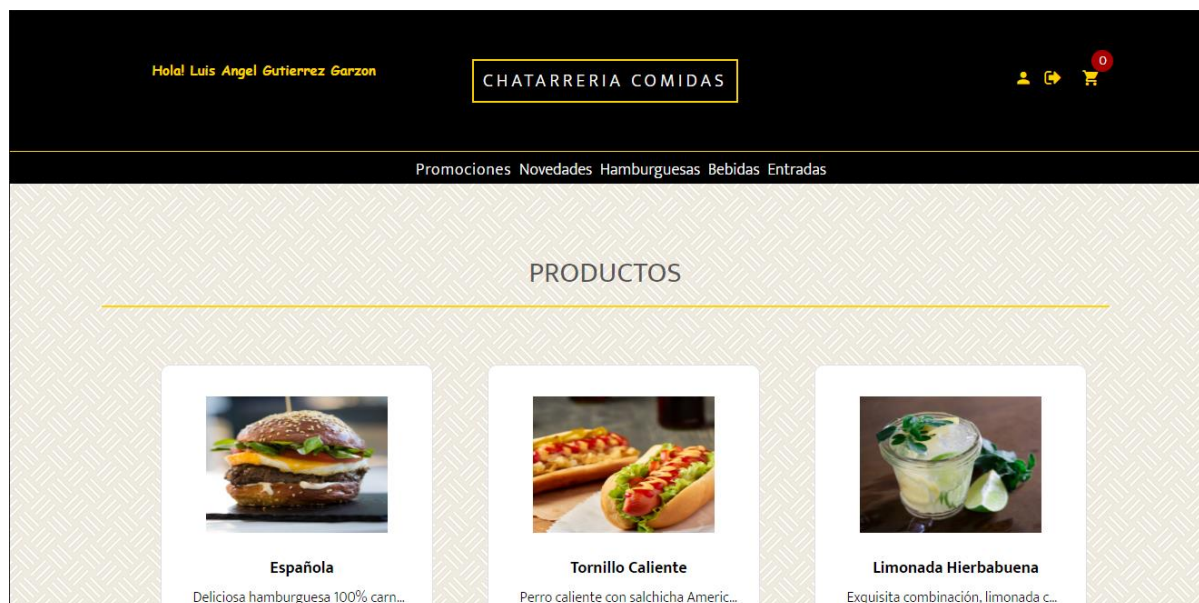 Hola! Luis Angel Gutierrez Garzon
CHATARRERIA COMIDAS
0
Promociones Novedades Hamburguesas Bebidas Entradas
PRODUCTOS
Española
Deliciosa hamburguesa 100% carn...
Tornillo Caliente
Perro caliente con salchicha Americ...
Limonada Hierbabuena
Exquisita combinación, limonada c...